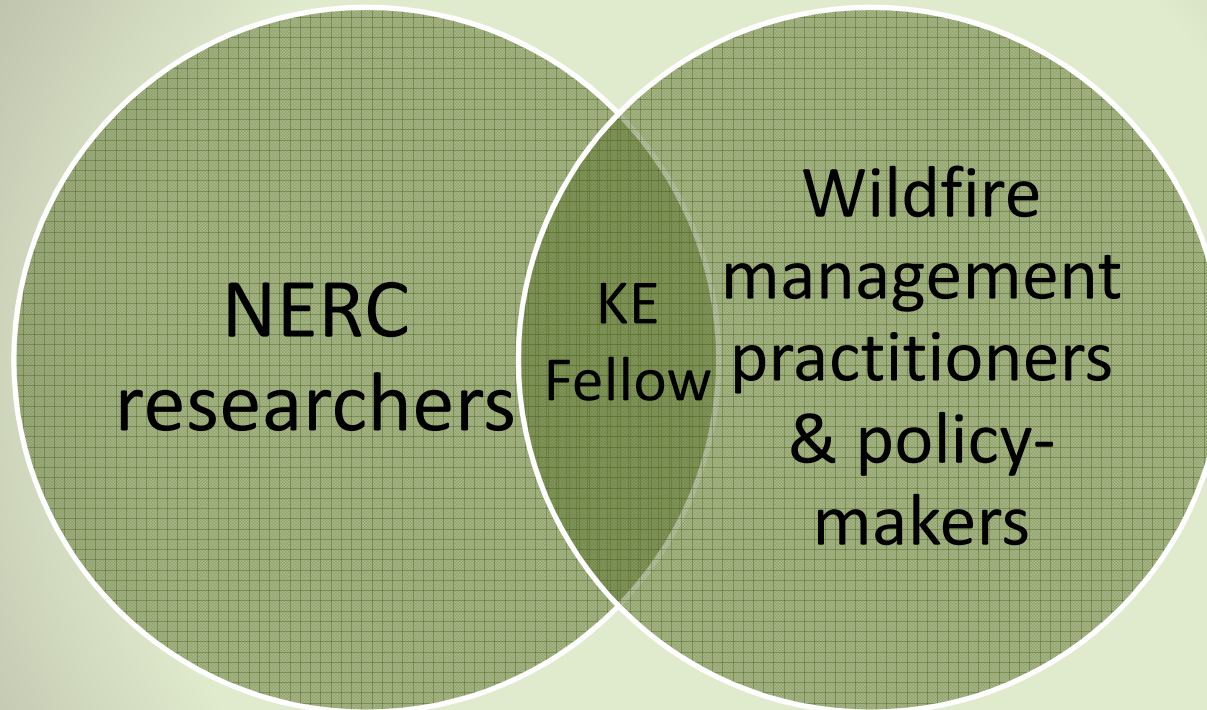 NERC
researchers
KE
Fellow
Wildfire
management
practitioners
& policy-
makers